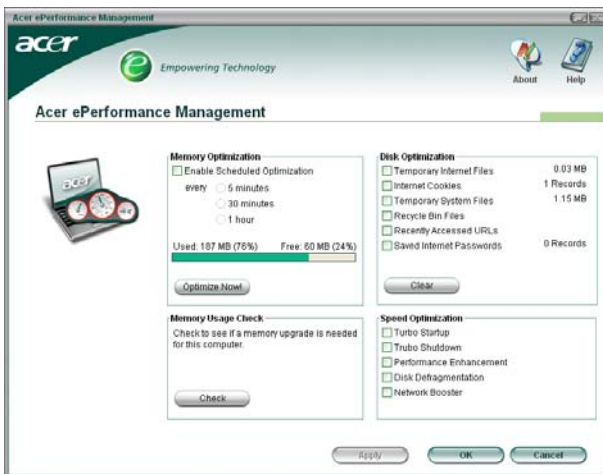 Acer ePerformance Management
acer
e Empowering Technology
About
Help
Acer ePerformance Management
Memory Optimization
Enable Scheduled Optimization
every 5 minutes
30 minutes
1 hour
Used: 187 MB (76%) Free: 60 MB (24%)
Optimize Now!
Disk Optimization
Temporary Internet Files 0.03 MB
Internet Cookies 1 Records
Temporary System Files 1.15 MB
Recycle Bin Files
Recently Accessed URLs
Saved Internet Passwords 0 Records
Clear
Memory Usage Check
Check to see if a memory upgrade is needed
for this computer.
Check
Speed Optimization
Turbo Startup
Trubo Shutdown
Performance Enhancement
Disk Defragmentation
Network Booster
Apply
OK
Cancel
acer